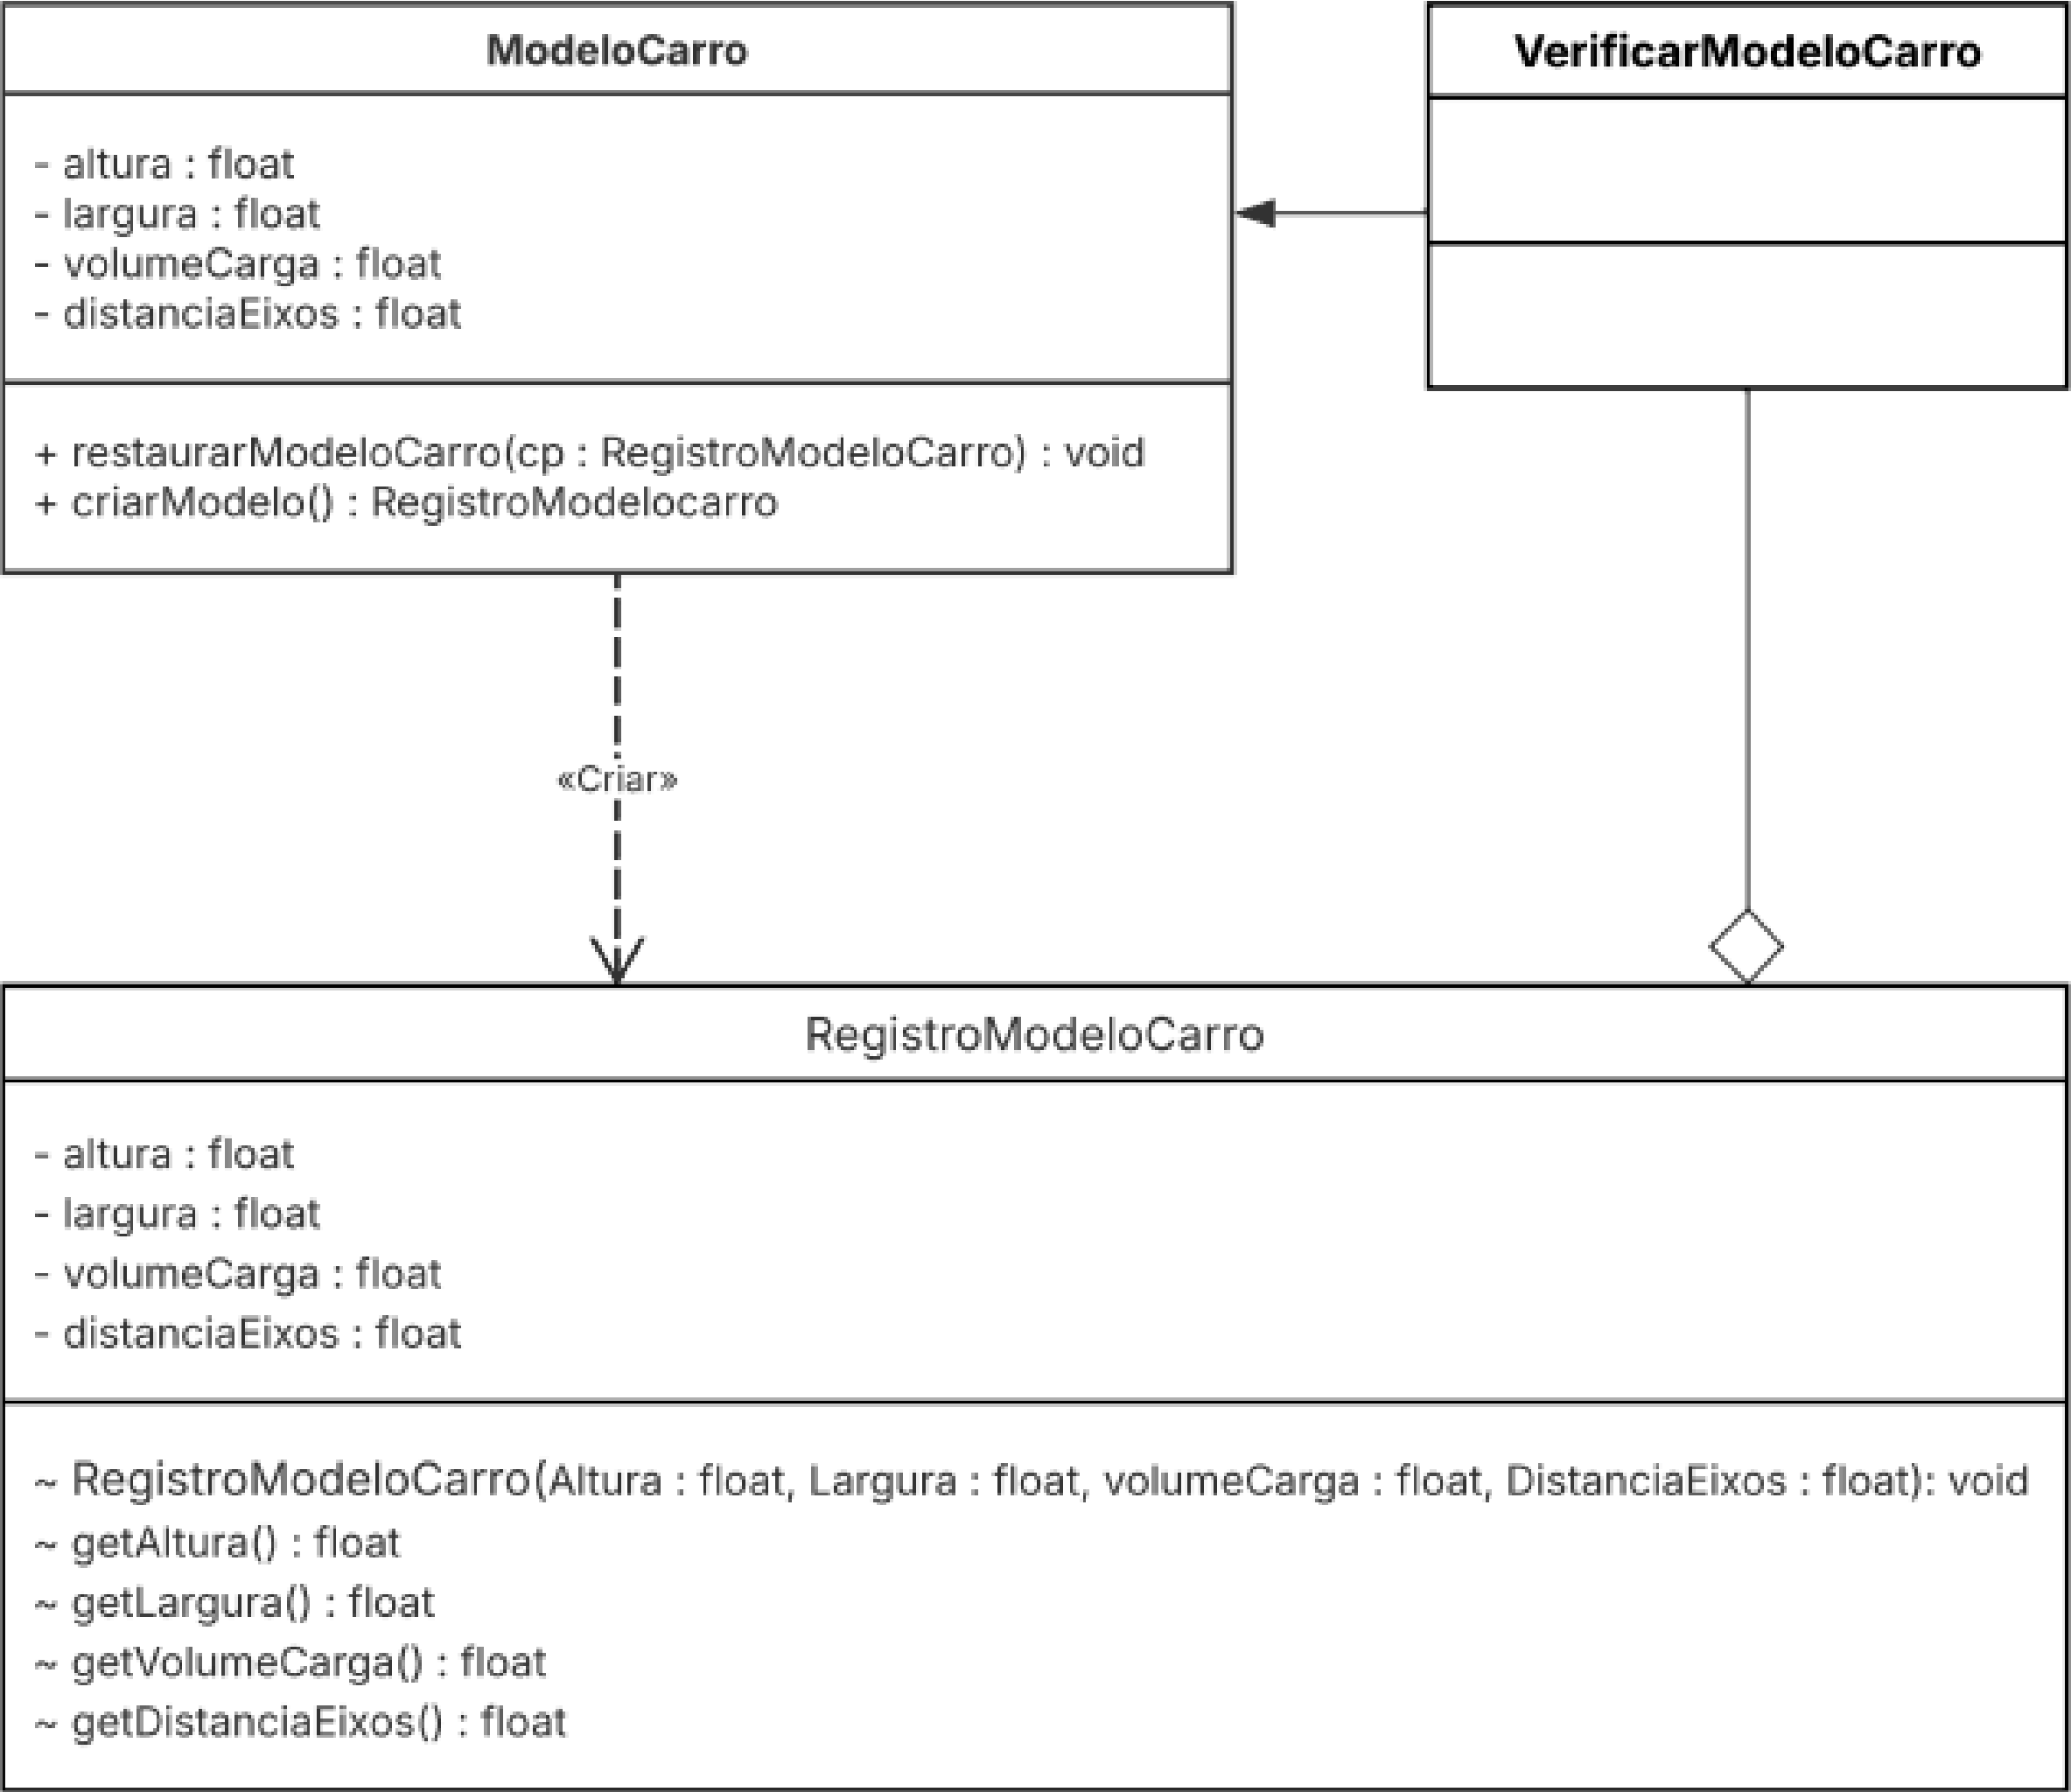 ModeloCarro
- altura : float
- largura : float
- volumeCarga : float
- distanciaEixos : float
+ restaurarModeloCarro(cp : RegistroModeloCarro) : void
+ criarModelo() : RegistroModelocarro
VerificarModeloCarro
«Criar»
RegistroModeloCarro
- altura : float
- largura : float
- volumeCarga : float
- distanciaEixos : float
~ RegistroModeloCarro(Altura : float, Largura : float, volumeCarga : float, DistanciaEixos : float): void
~ getAltura() : float
~ getLargura() : float
~ getVolumeCarga() : float
~ getDistanciaEixos() : float